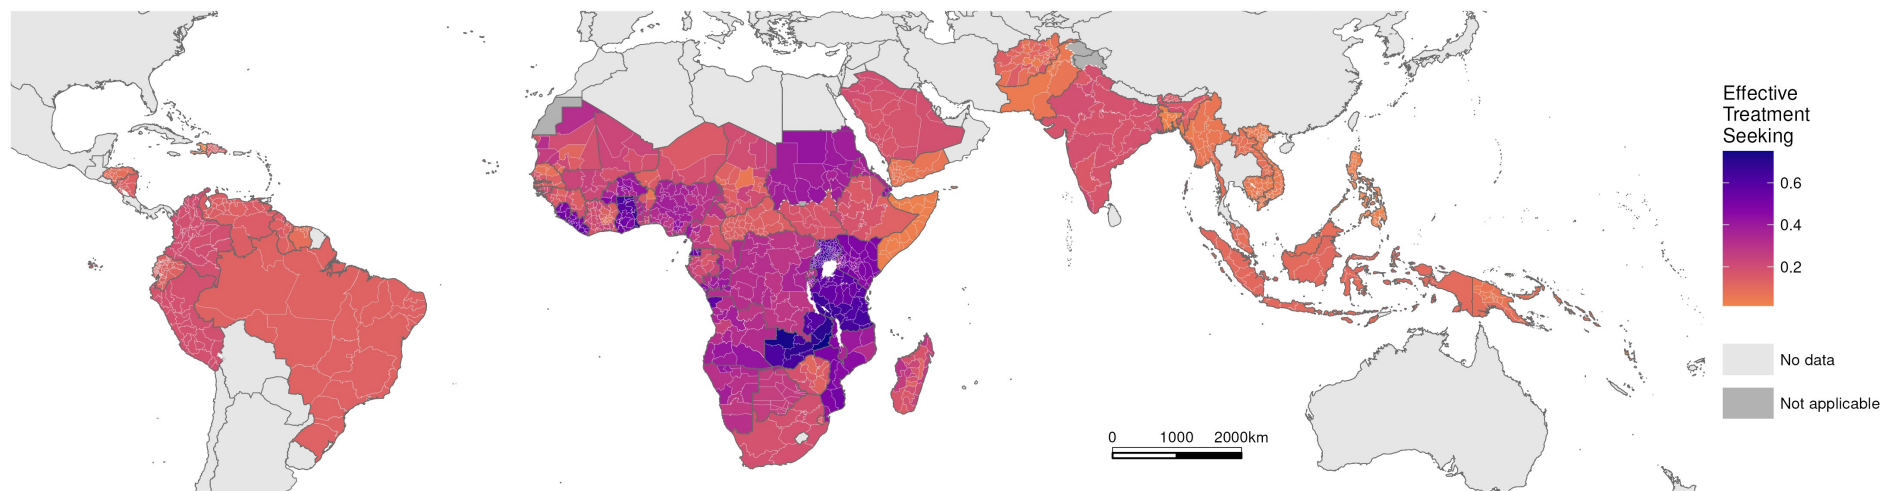 Effective
Treatment
Seeking
0.6
0.4
0.2
No data
Not applicable
0 1000 2000km